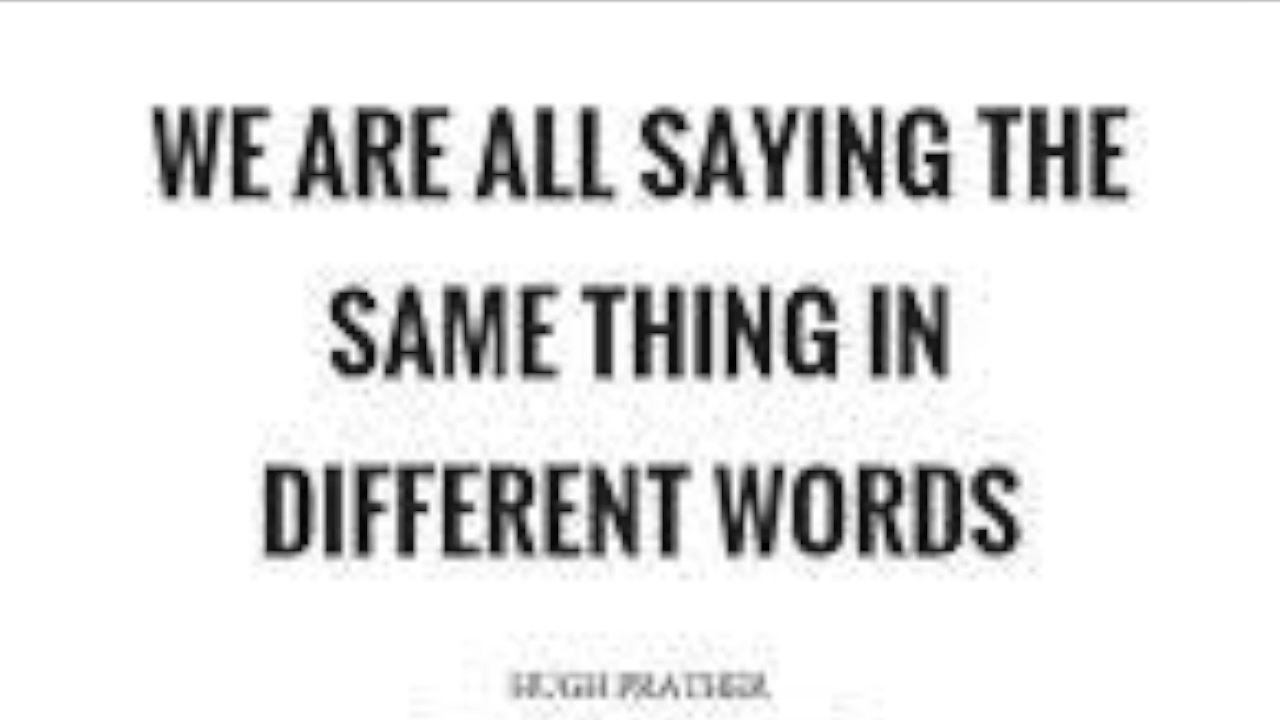 WE ARE ALL SAYING THE
SAME THING IN
DIFFERENT WORDS
HUGH PRATHER